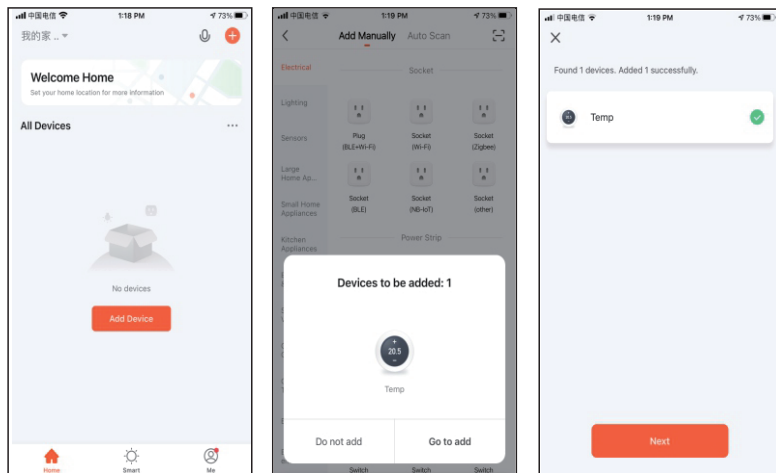 中国电信
1:18 PM
73%
我的家 ..
Welcome Home
Set your home location for more information
All Devices
...
No devices
Add Device
Home
Smart
Me
中国电信
1:19 PM
73%
Add Manually
Auto Scan
Electrical
Socket
Lighting
Sensors
Plug
(BLE+Wi-Fi)
Socket
(Wi-Fi)
Socket
(Zigbee)
Large
Home Ap...
Small Home
Appliances
Socket
(BLE)
Socket
(NB-IoT)
Socket
(other)
Kitchen
Appliances
Power Strip
Devices to be added: 1
+
20.5
−
Temp
Do not add
Go to add
Switch
Switch
Switch
中国电信
1:19 PM
73%
Found 1 devices. Added 1 successfully.
Temp
Next